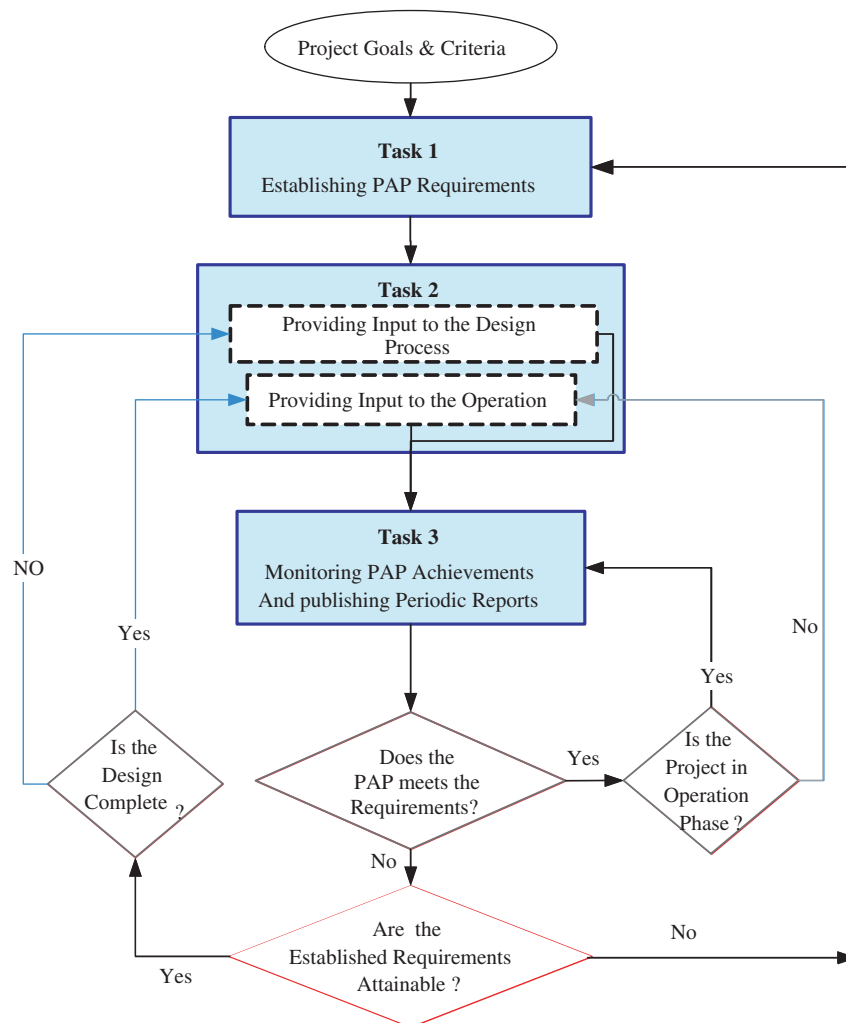 Project Goals & Criteria
Task 1
Establishing PAP Requirements
Task 2
Providing Input to the Design
Process
Providing Input to the Operation
Task 3
Monitoring PAP Achievements
And publishing Periodic Reports
NO
Yes
No
Yes
Is the
Design
Complete ?
Does the
PAP meets the
Requirements?
Yes
Is the
Project in
Operation
Phase ?
No
Are the
Established Requirements
Attainable ?
Yes
No